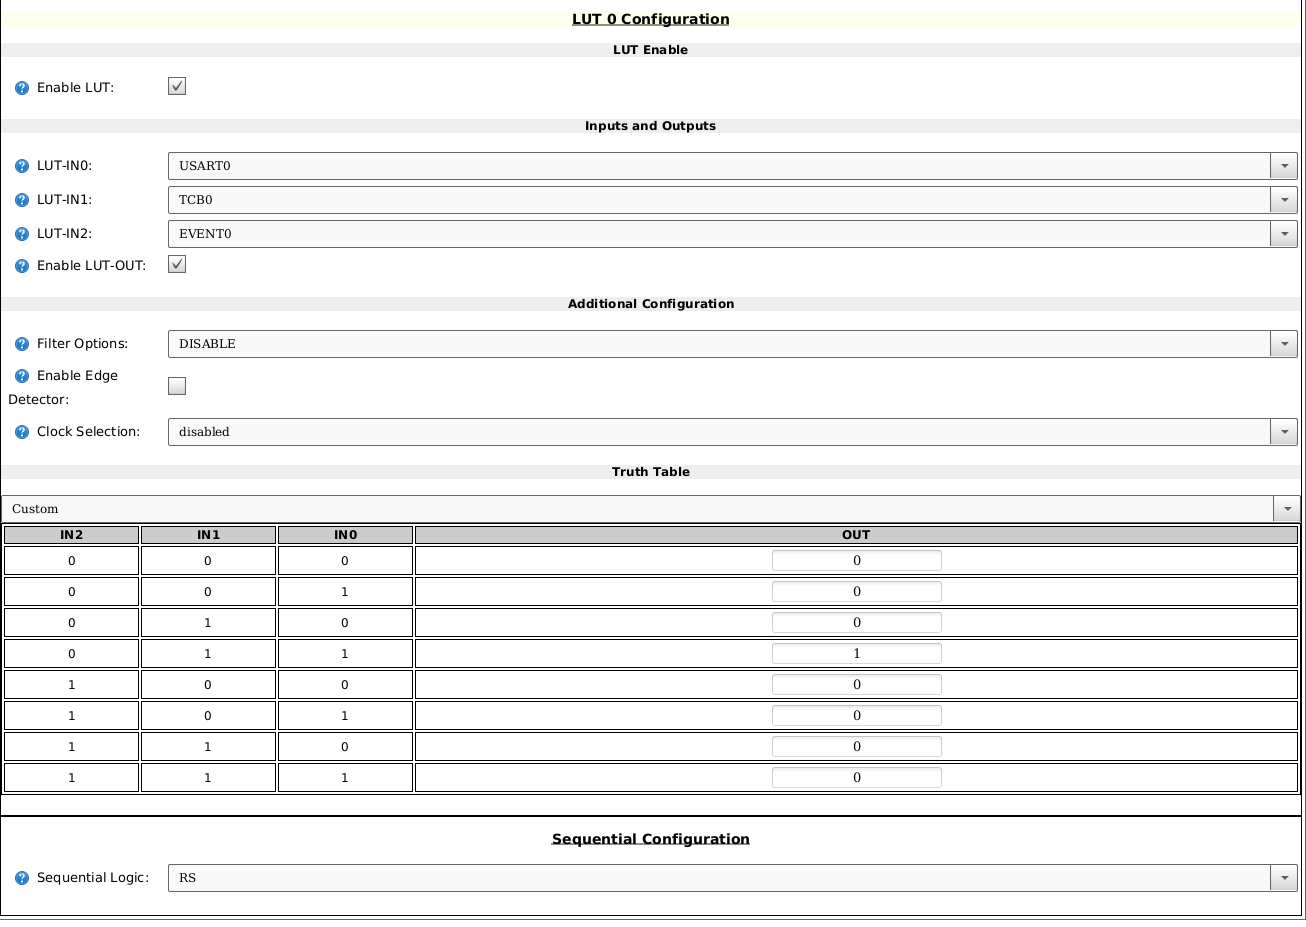 LUT 0 Configuration
LUT Enable
? Enable LUT:
Inputs and Outputs
? LUT-IN0: USART0
? LUT-IN1: TCB0
? LUT-IN2: EVENT0
? Enable LUT-OUT:
Additional Configuration
? Filter Options: DISABLE
? Enable Edge
Detector:
? Clock Selection: disabled
Truth Table
Custom
IN2 IN1 IN0 OUT
0 0 0 0
0 0 1 0
0 1 0 0
0 1 1 1
1 0 0 0
1 0 1 0
1 1 0 0
1 1 1 0
Sequential Configuration
? Sequential Logic: RS